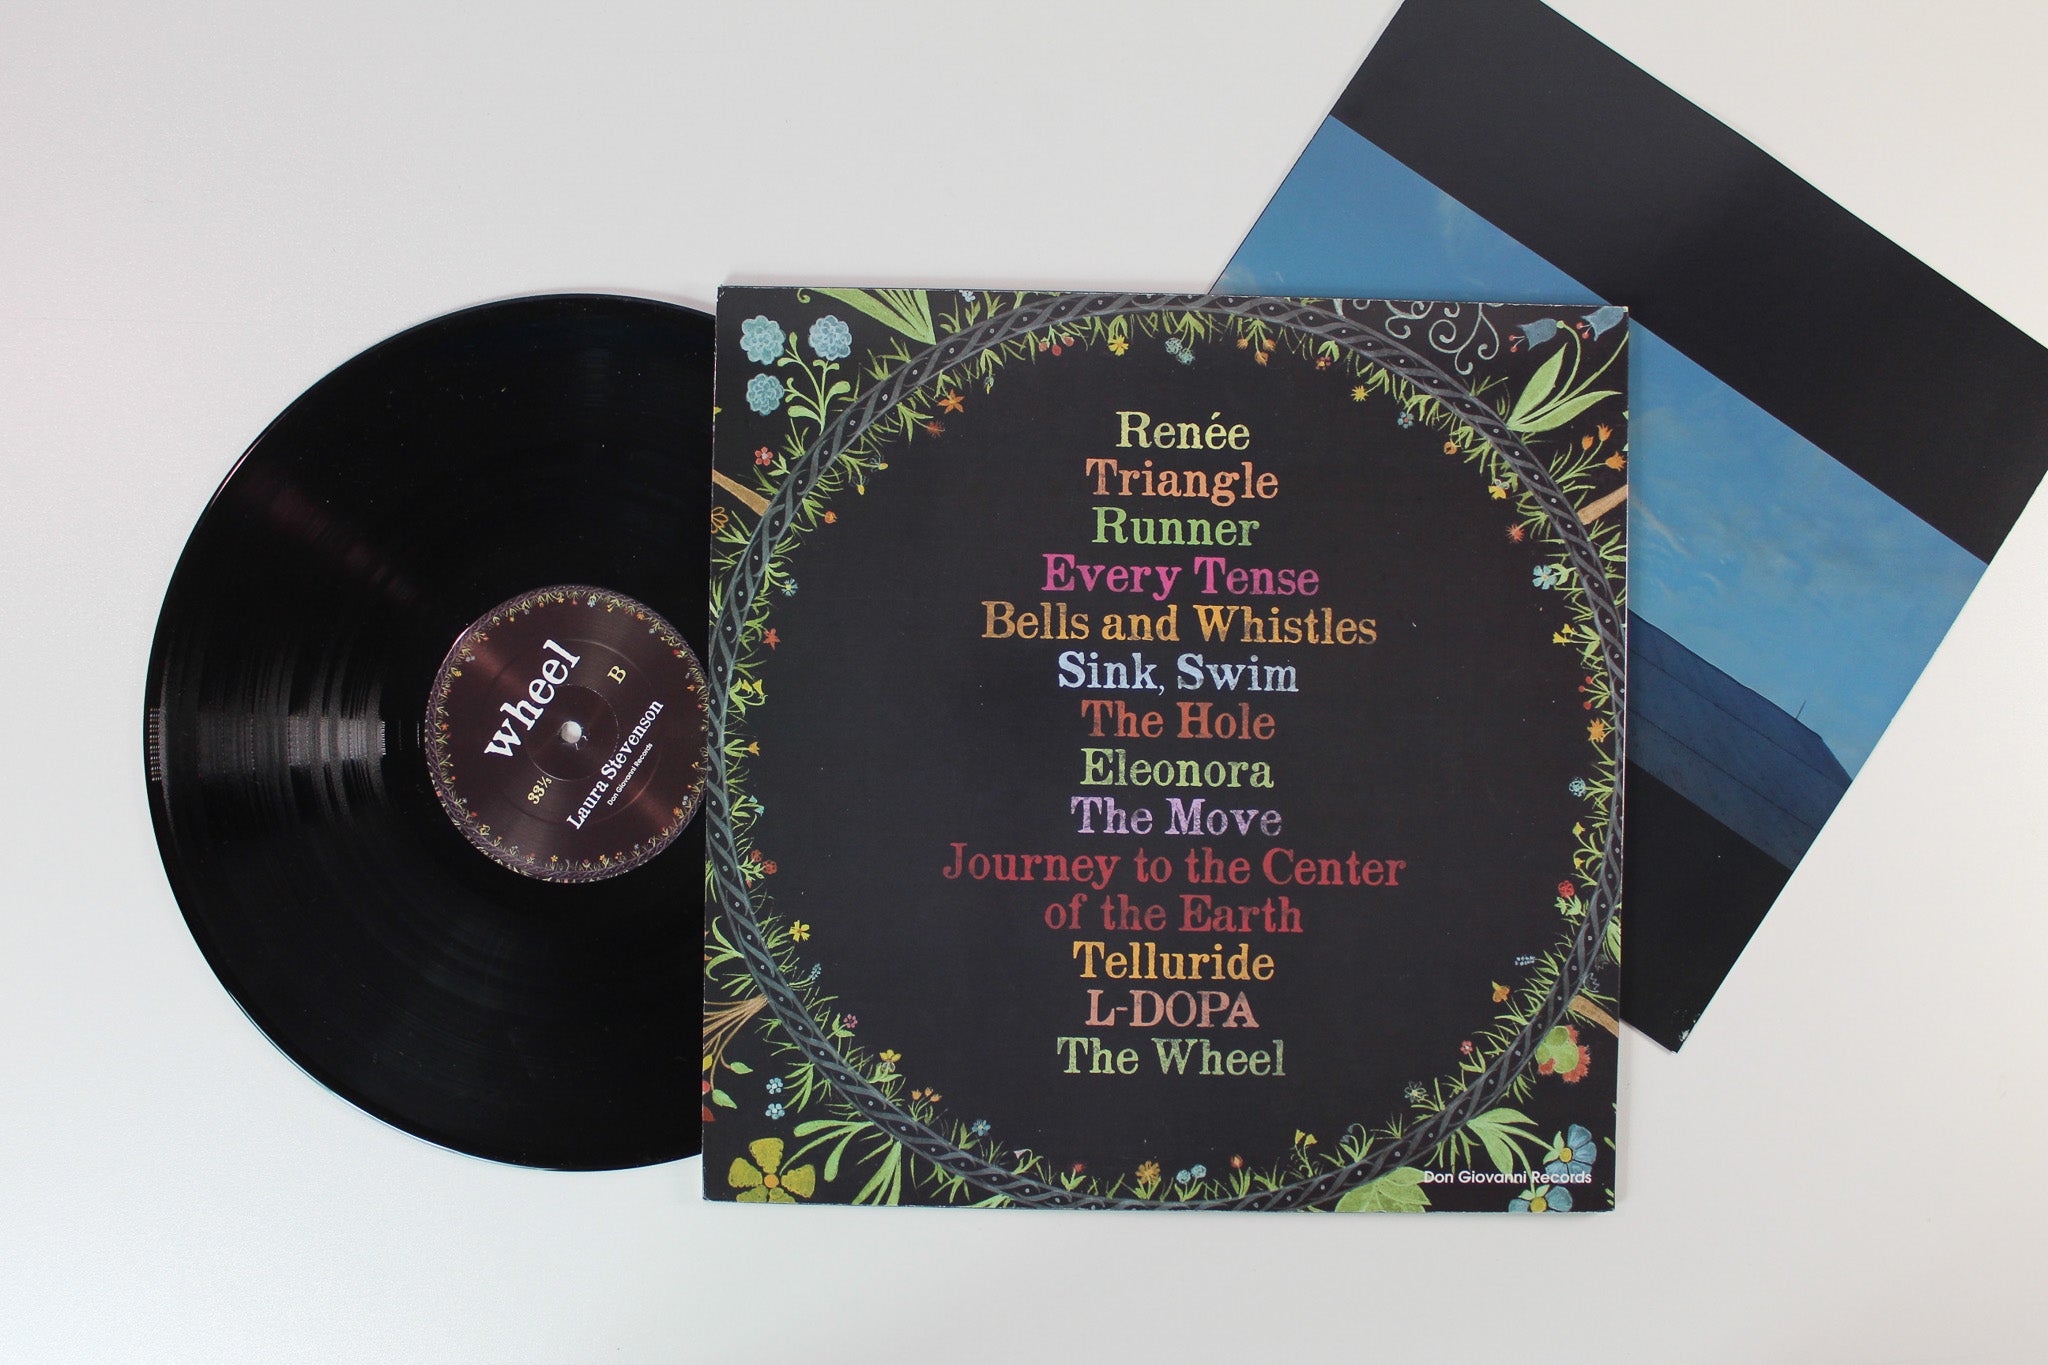 wheel
B
33⅓
Laura Stevenson
Don Giovanni Records
Renée
Triangle
Runner
Every Tense
Bells and Whistles
Sink, Swim
The Hole
Eleonora
The Move
Journey to the Center
of the Earth
Telluride
L-DOPA
The Wheel
Don Giovanni Records